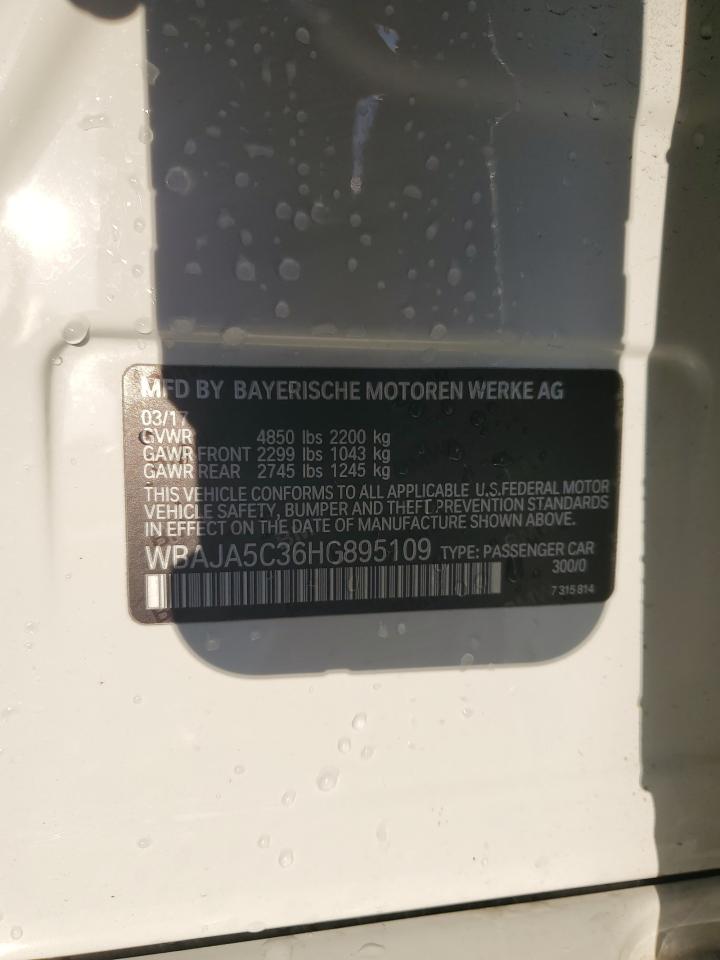 MFD BY BAYERISCHE MOTOREN WERKE AG
03/17
GVWR 4850 lbs 2200 kg
GAWR FRONT 2299 lbs 1043 kg
GAWR REAR 2745 lbs 1245 kg
THIS VEHICLE CONFORMS TO ALL APPLICABLE U.S.FEDERAL MOTOR
VEHICLE SAFETY, BUMPER AND THEFT PREVENTION STANDARDS
IN EFFECT ON THE DATE OF MANUFACTURE SHOWN ABOVE.
WBAJA5C36HG895109 TYPE: PASSENGER CAR
300/0
7 315 814